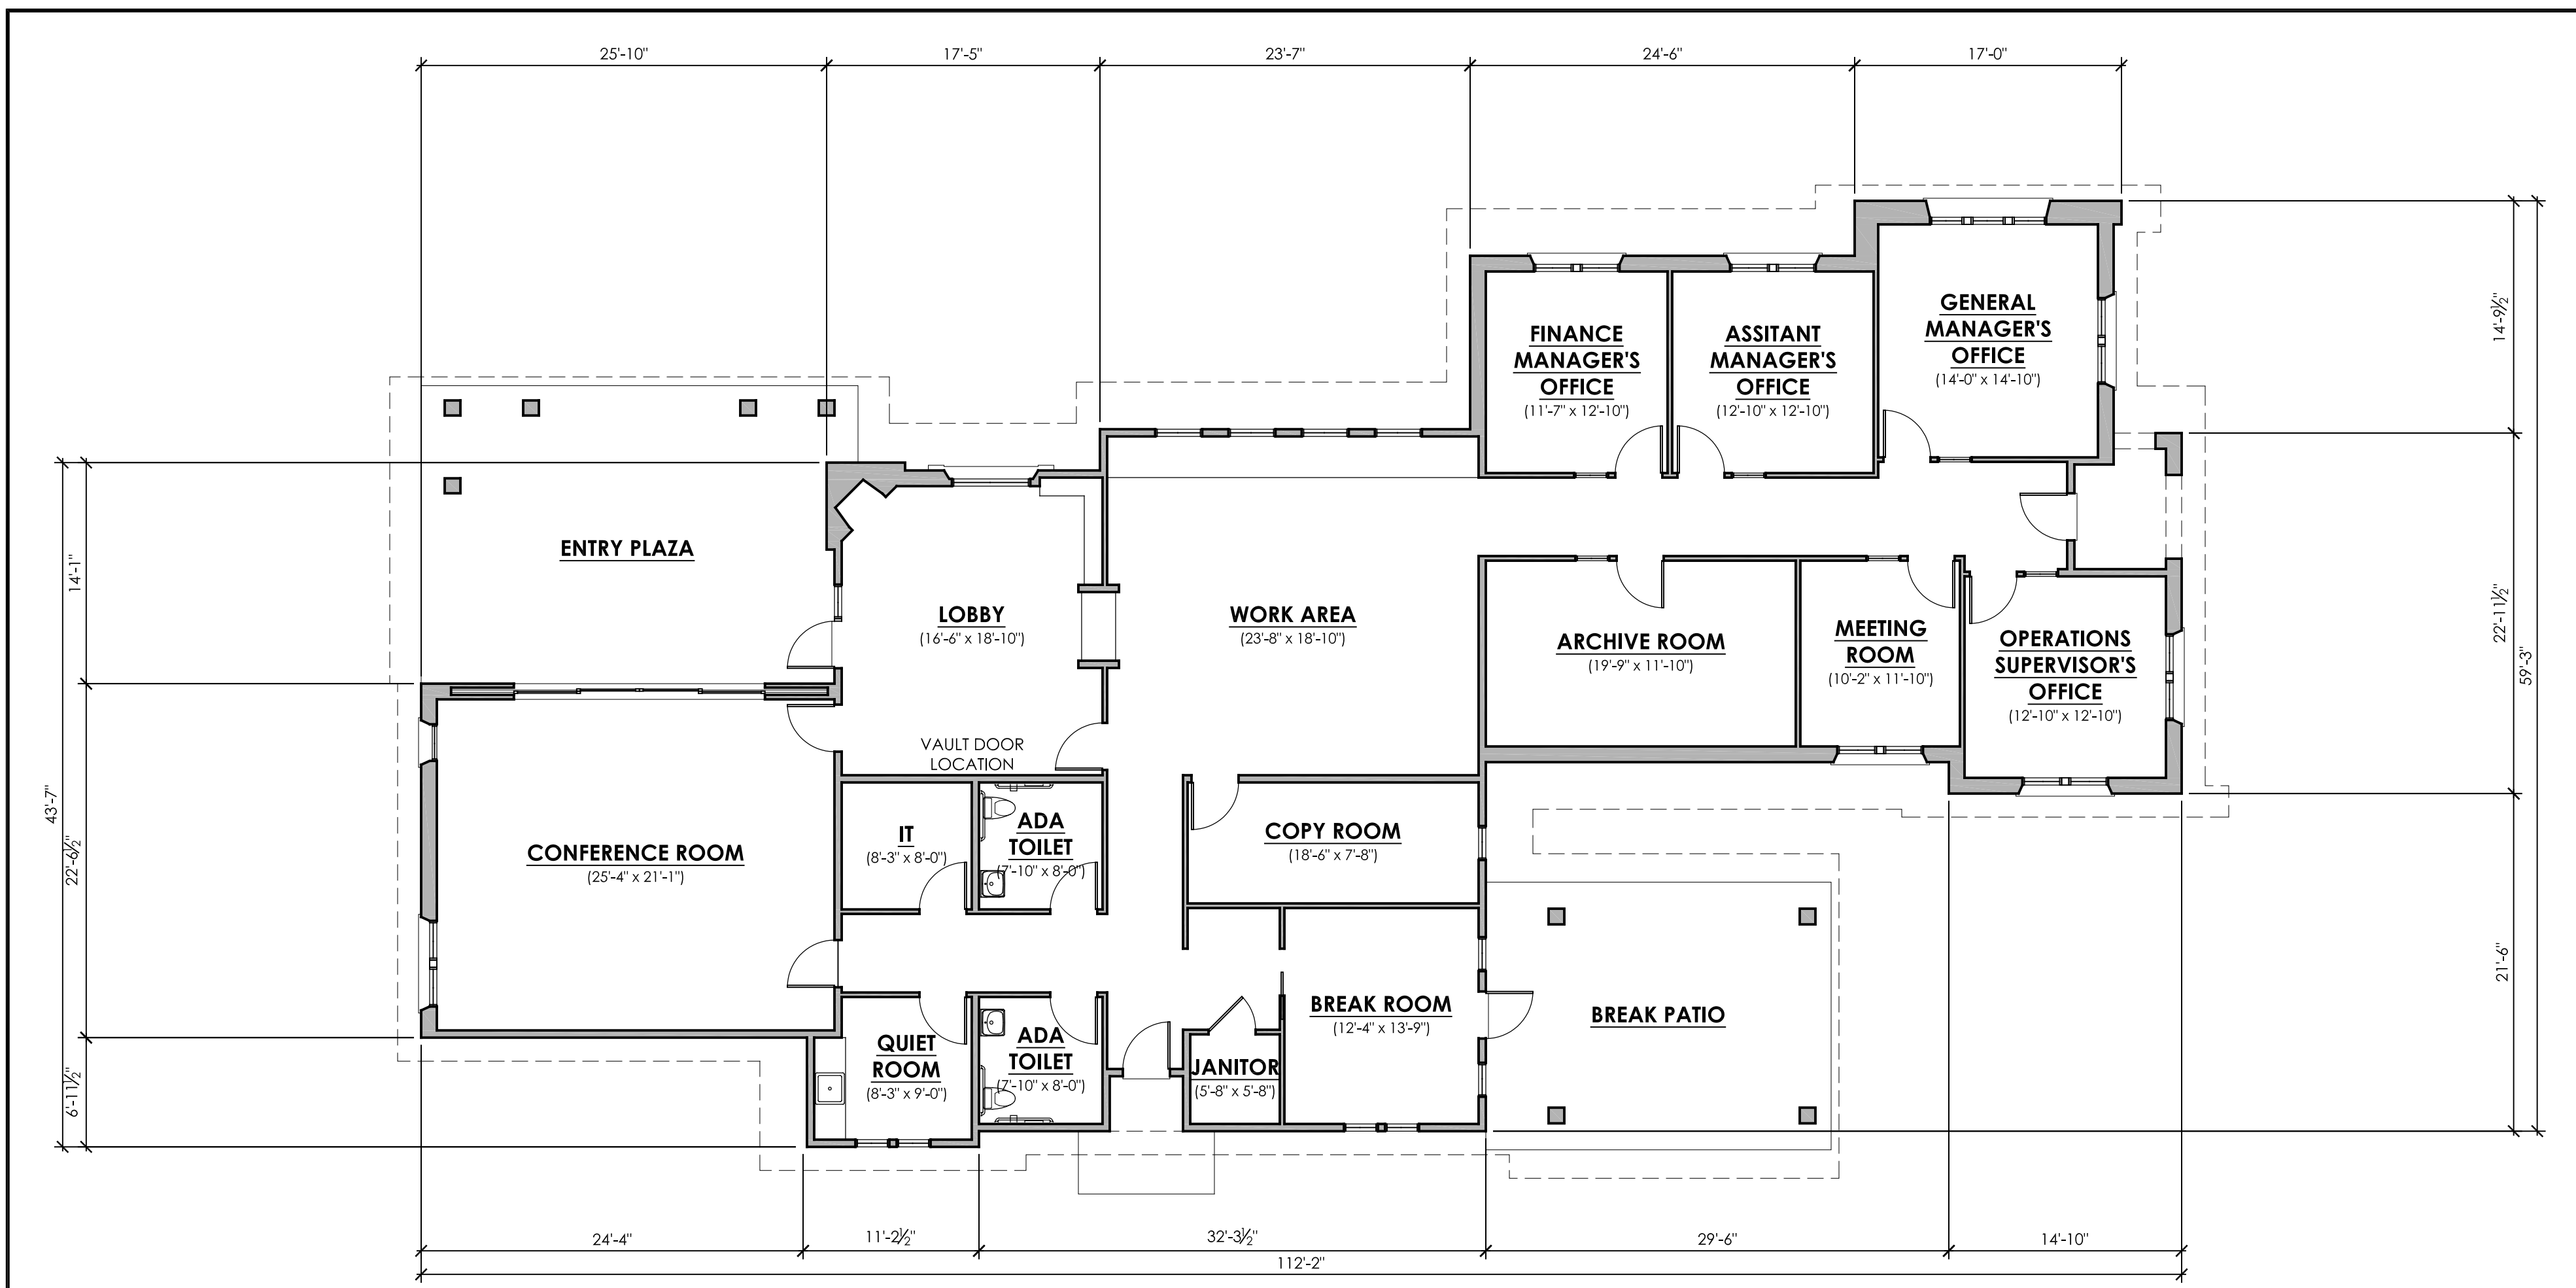 25'-10"
17'-5"
23'-7"
24'-6"
17'-0"
14'-9½"
22'-11½"
59'-3"
21'-6"
43'-7"
14'-1"
22'-6½"
6'-11½"
FINANCE
MANAGER'S
OFFICE
(11'-7" x 12'-10")
ASSITANT
MANAGER'S
OFFICE
(12'-10" x 12'-10")
GENERAL
MANAGER'S
OFFICE
(14'-0" x 14'-10")
ENTRY PLAZA
LOBBY
(16'-6" x 18'-10")
VAULT DOOR
LOCATION
WORK AREA
(23'-8" x 18'-10")
ARCHIVE ROOM
(19'-9" x 11'-10")
MEETING
ROOM
(10'-2" x 11'-10")
OPERATIONS
SUPERVISOR'S
OFFICE
(12'-10" x 12'-10")
CONFERENCE ROOM
(25'-4" x 21'-1")
IT
(8'-3" x 8'-0")
ADA
TOILET
(7'-10" x 8'-0")
COPY ROOM
(18'-6" x 7'-8")
QUIET
ROOM
(8'-3" x 9'-0")
ADA
TOILET
(7'-10" x 8'-0")
JANITOR
(5'-8" x 5'-8")
BREAK ROOM
(12'-4" x 13'-9")
BREAK PATIO
24'-4"
11'-2½"
32'-3½"
29'-6"
14'-10"
112'-2"